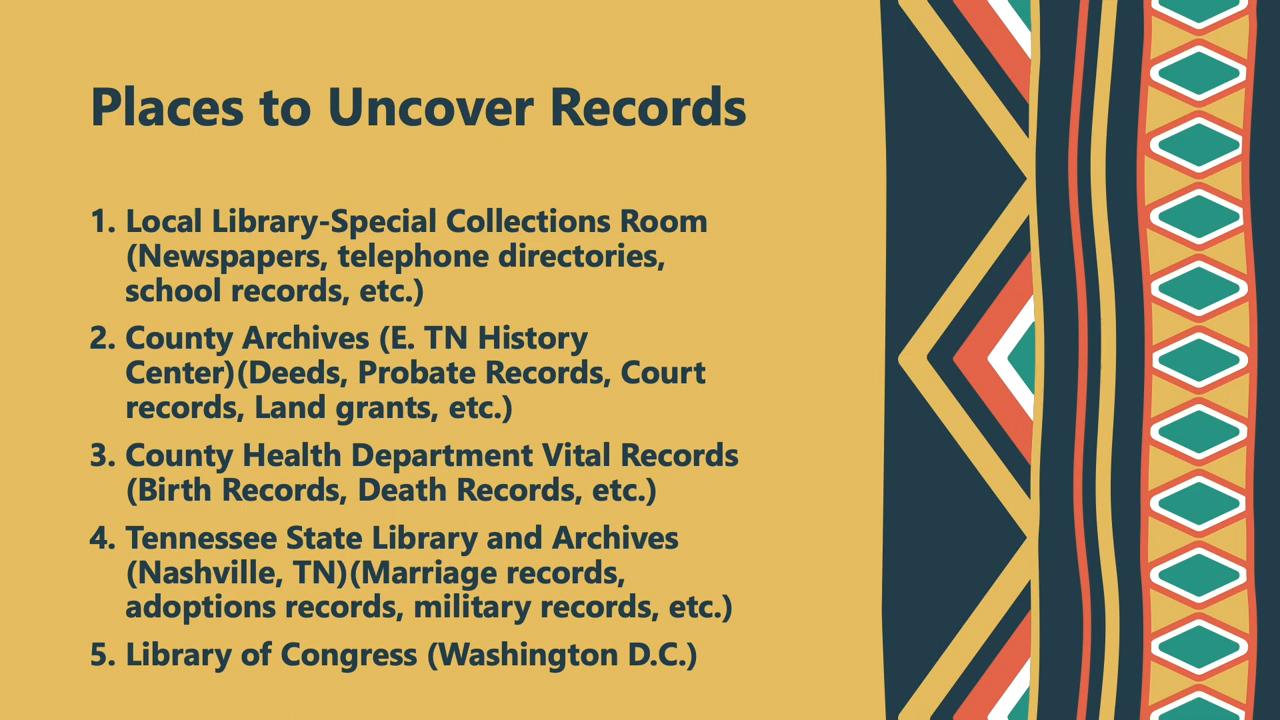 Places to Uncover Records
1. Local Library-Special Collections Room
(Newspapers, telephone directories,
school records, etc.)
2. County Archives (E. TN History
Center)(Deeds, Probate Records, Court
records, Land grants, etc.)
3. County Health Department Vital Records
(Birth Records, Death Records, etc.)
4. Tennessee State Library and Archives
(Nashville, TN)(Marriage records,
adoptions records, military records, etc.)
5. Library of Congress (Washington D.C.)